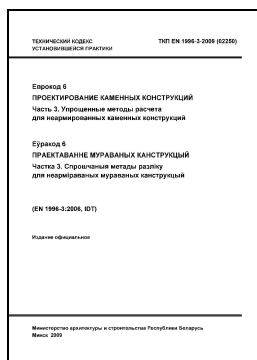 ТЕХНИЧЕСКИЙ КОДЕКС
УСТАНОВИВШЕЙСЯ ПРАКТИКИ
ТКП EN 1996-3-2009 (02250)
Еврокод 6
ПРОЕКТИРОВАНИЕ КАМЕННЫХ КОНСТРУКЦИЙ
Часть 3. Упрощенные методы расчета
для неармированных каменных конструкций
Еўракод 6
ПРАЕКТАВАННЕ МУРАВАНЫХ КАНСТРУКЦЫЙ
Частка 3. Спрошчаныя метады разліку
для неарміраваных мураваных канструкцый
(EN 1996-3:2006, IDT)
Издание официальное
Министерство архитектуры и строительства Республики Беларусь
Минск 2009